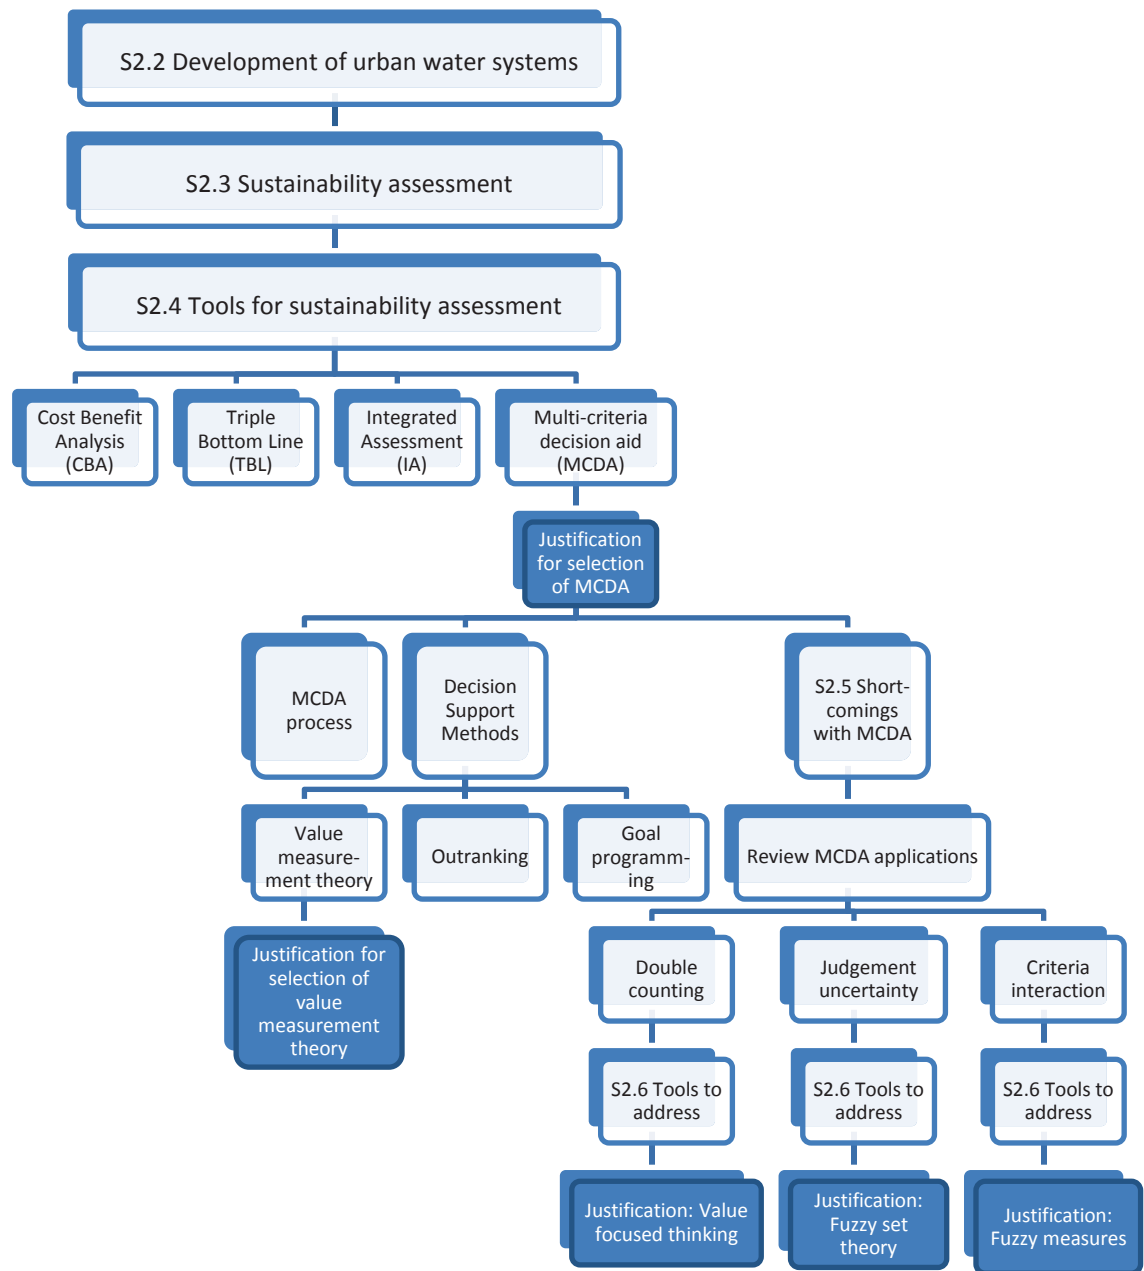 S2.2 Development of urban water systems
S2.3 Sustainability assessment
S2.4 Tools for sustainability assessment
Cost Benefit
Analysis
(CBA)
Triple
Bottom Line
(TBL)
Integrated
Assessment
(IA)
Multi-criteria
decision aid
(MCDA)
Justification
for selection
of MCDA
MCDA
process
Decision
Support
Methods
S2.5 Short-
comings
with MCDA
Value
measure-
ment theory
Outranking
Goal
programm-
ing
Review MCDA applications
Justification for
selection of
value
measurement
theory
Double
counting
Judgement
uncertainty
Criteria
interaction
S2.6 Tools to
address
S2.6 Tools to
address
S2.6 Tools to
address
Justification: Value
focused thinking
Justification:
Fuzzy set
theory
Justification:
Fuzzy measures